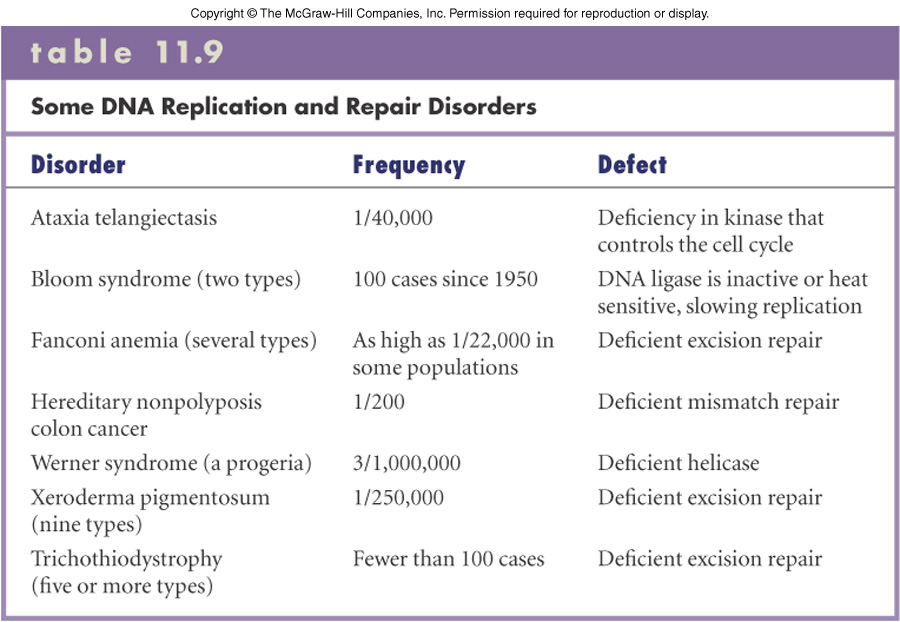 Copyright © The McGraw-Hill Companies, Inc. Permission required for reproduction or display.
table 11.9
Some DNA Replication and Repair Disorders
Disorder Frequency Defect
Ataxia telangiectasis 1/40,000 Deficiency in kinase that
controls the cell cycle
Bloom syndrome (two types) 100 cases since 1950 DNA ligase is inactive or heat
sensitive, slowing replication
Fanconi anemia (several types) As high as 1/22,000 in Deficient excision repair
some populations
Hereditary nonpolyposis 1/200 Deficient mismatch repair
colon cancer
Werner syndrome (a progeria) 3/1,000,000 Deficient helicase
Xeroderma pigmentosum 1/250,000 Deficient excision repair
(nine types)
Trichothiodystrophy Fewer than 100 cases Deficient excision repair
(five or more types)